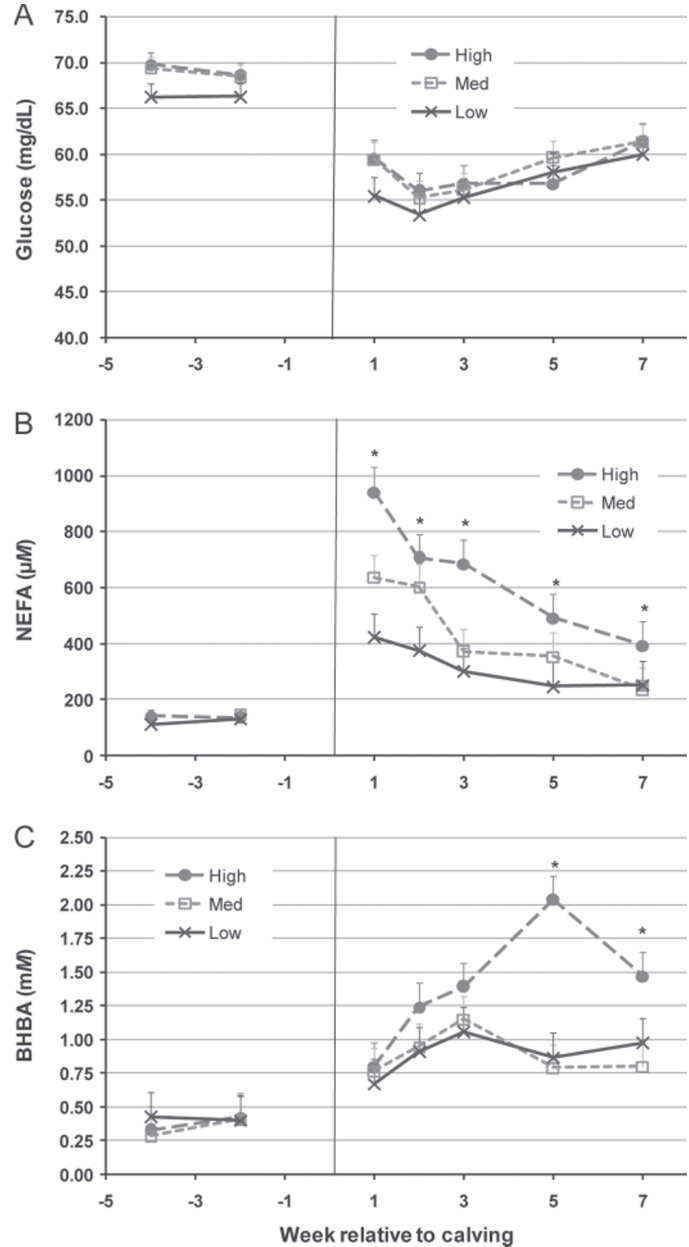 A
75.0
70.0
65.0
60.0
55.0
50.0
45.0
40.0
Glucose (mg/dL)
High
Med
Low
-5 -3 -1 1 3 5 7
B
1200
1000
800
600
400
200
0
NEFA (µM)
* * * * *
High
Med
Low
-5 -3 -1 1 3 5 7
C
2.50
2.25
2.00
1.75
1.50
1.25
1.00
0.75
0.50
0.25
0.00
BHBA (mM)
High
Med
Low
* *
-5 -3 -1 1 3 5 7
Week relative to calving